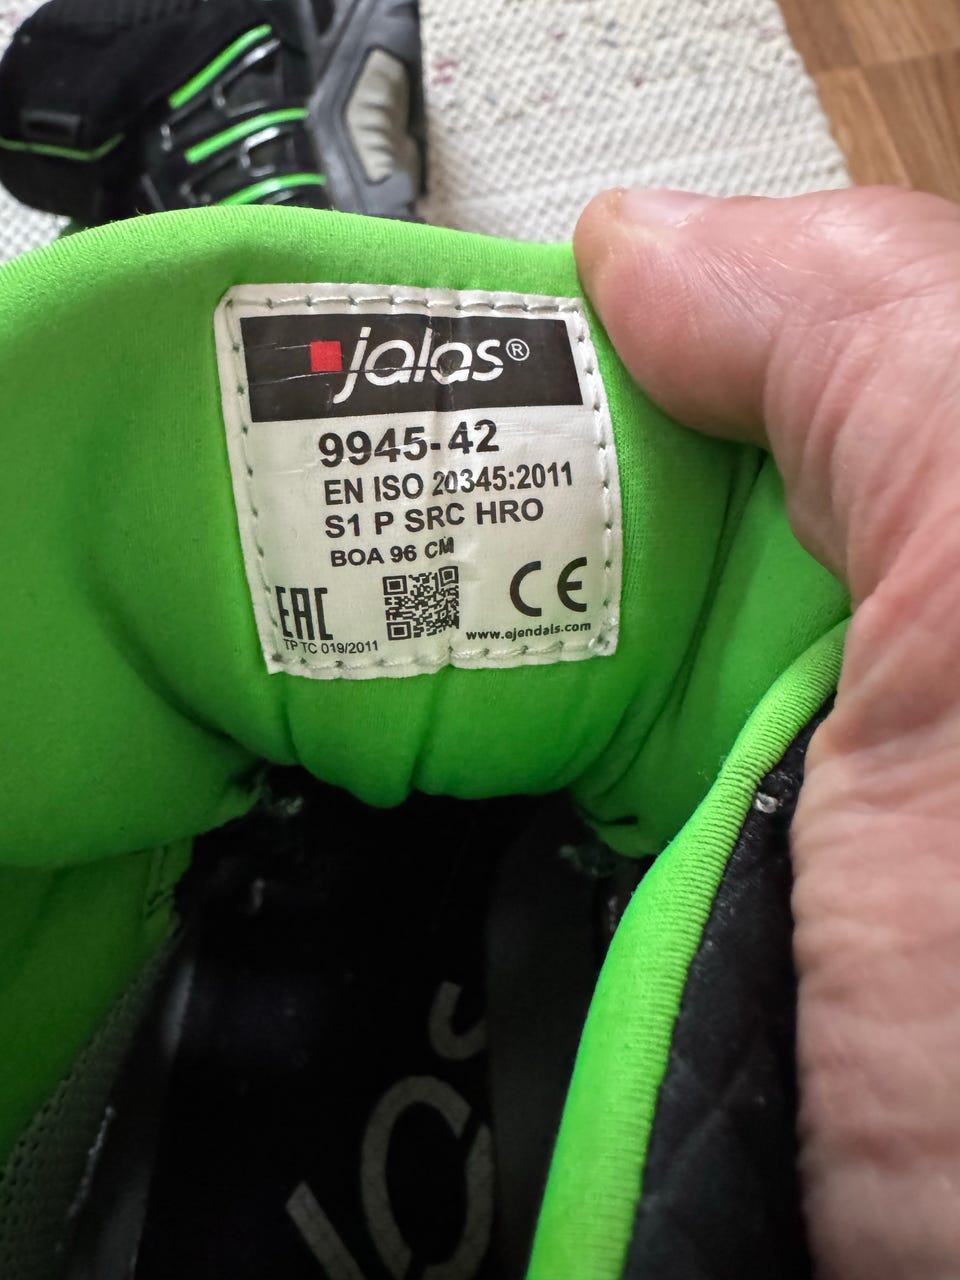 jalas®
9945-42
EN ISO 20345:2011
S1 P SRC HRO
BOA 96 CM
EAC
TP TC 019/2011
CE
www.ejendals.com